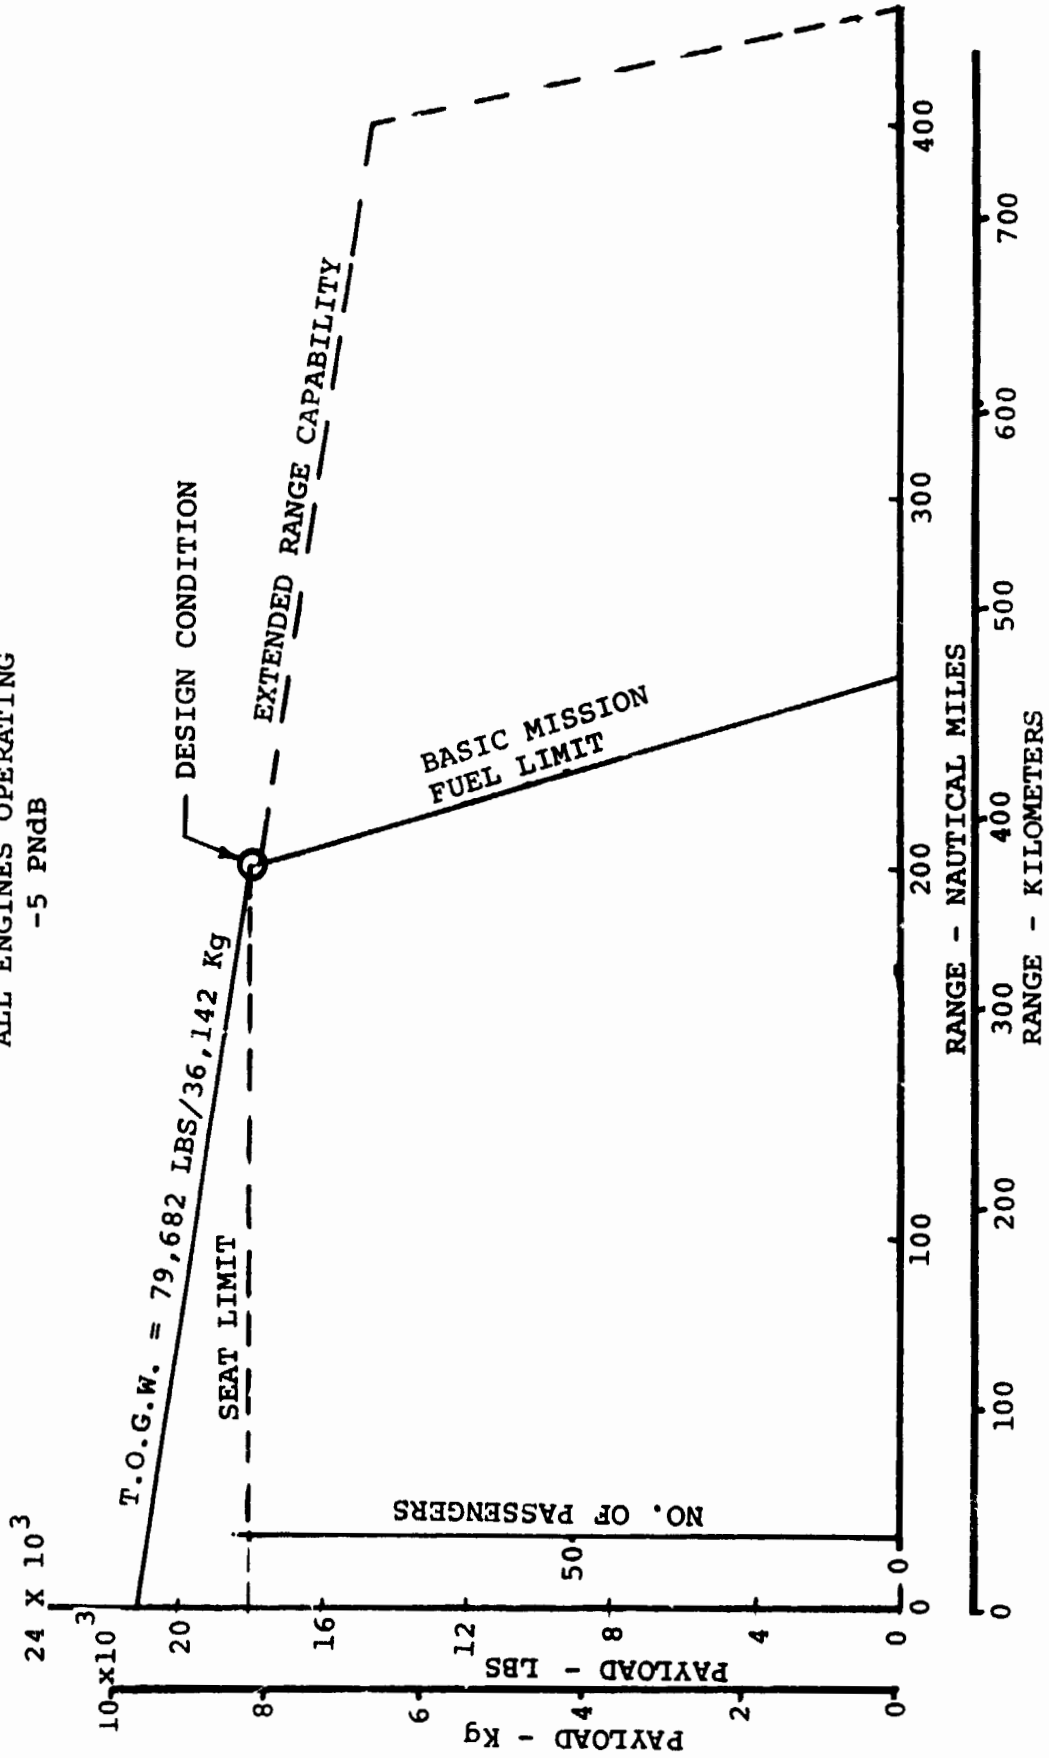 ALL ENGINES OPERATING
-5 PNdB
24 X 10³
10 x10³
20
16
12
8
4
0
8
6
4
2
0
PAYLOAD - LBS
PAYLOAD - Kg
NO. OF PASSENGERS
50
0
T.O.G.W. = 79,682 LBS/36,142 Kg
SEAT LIMIT
DESIGN CONDITION
EXTENDED RANGE CAPABILITY
BASIC MISSION
FUEL LIMIT
0
100
200
300
400
RANGE - NAUTICAL MILES
0
100
200
300
400
500
600
700
RANGE - KILOMETERS